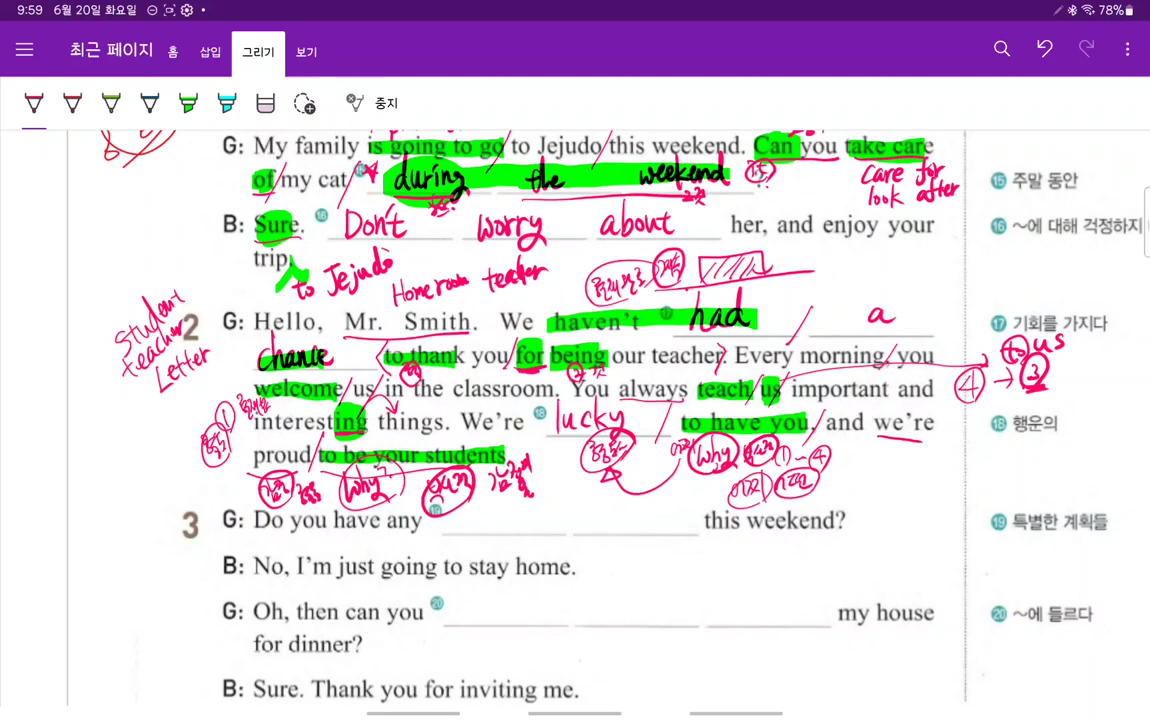 9:59 6월 20일 화요일 78%
최근 페이지 홈 삽입 그리기 보기
중지
G: My family is going to go to Jejudo this weekend. Can you take care
of my cat during the weekend ? care for
look after
⑮ 주말 동안
B: Sure. ⑯ Don't worry about her, and enjoy your
⑯ ~에 대해 걱정하지
trip. to Jejudo
Homeroom teacher
Student
teacher
Letter
2 G: Hello, Mr. Smith. We haven't ⑰ had a
⑰ 기회를 가지다
chance to thank you for being our teacher. Every morning, you
to us
welcome us in the classroom. You always teach us important and
④ → ③
interesting things. We're ⑱ lucky to have you, and we're
⑱ 행운의
proud to be your students.
why why ①~④
3 G: Do you have any ⑲ this weekend?
⑲ 특별한 계획들
B: No, I'm just going to stay home.
G: Oh, then can you ⑳ my house
⑳ ~에 들르다
for dinner?
B: Sure. Thank you for inviting me.